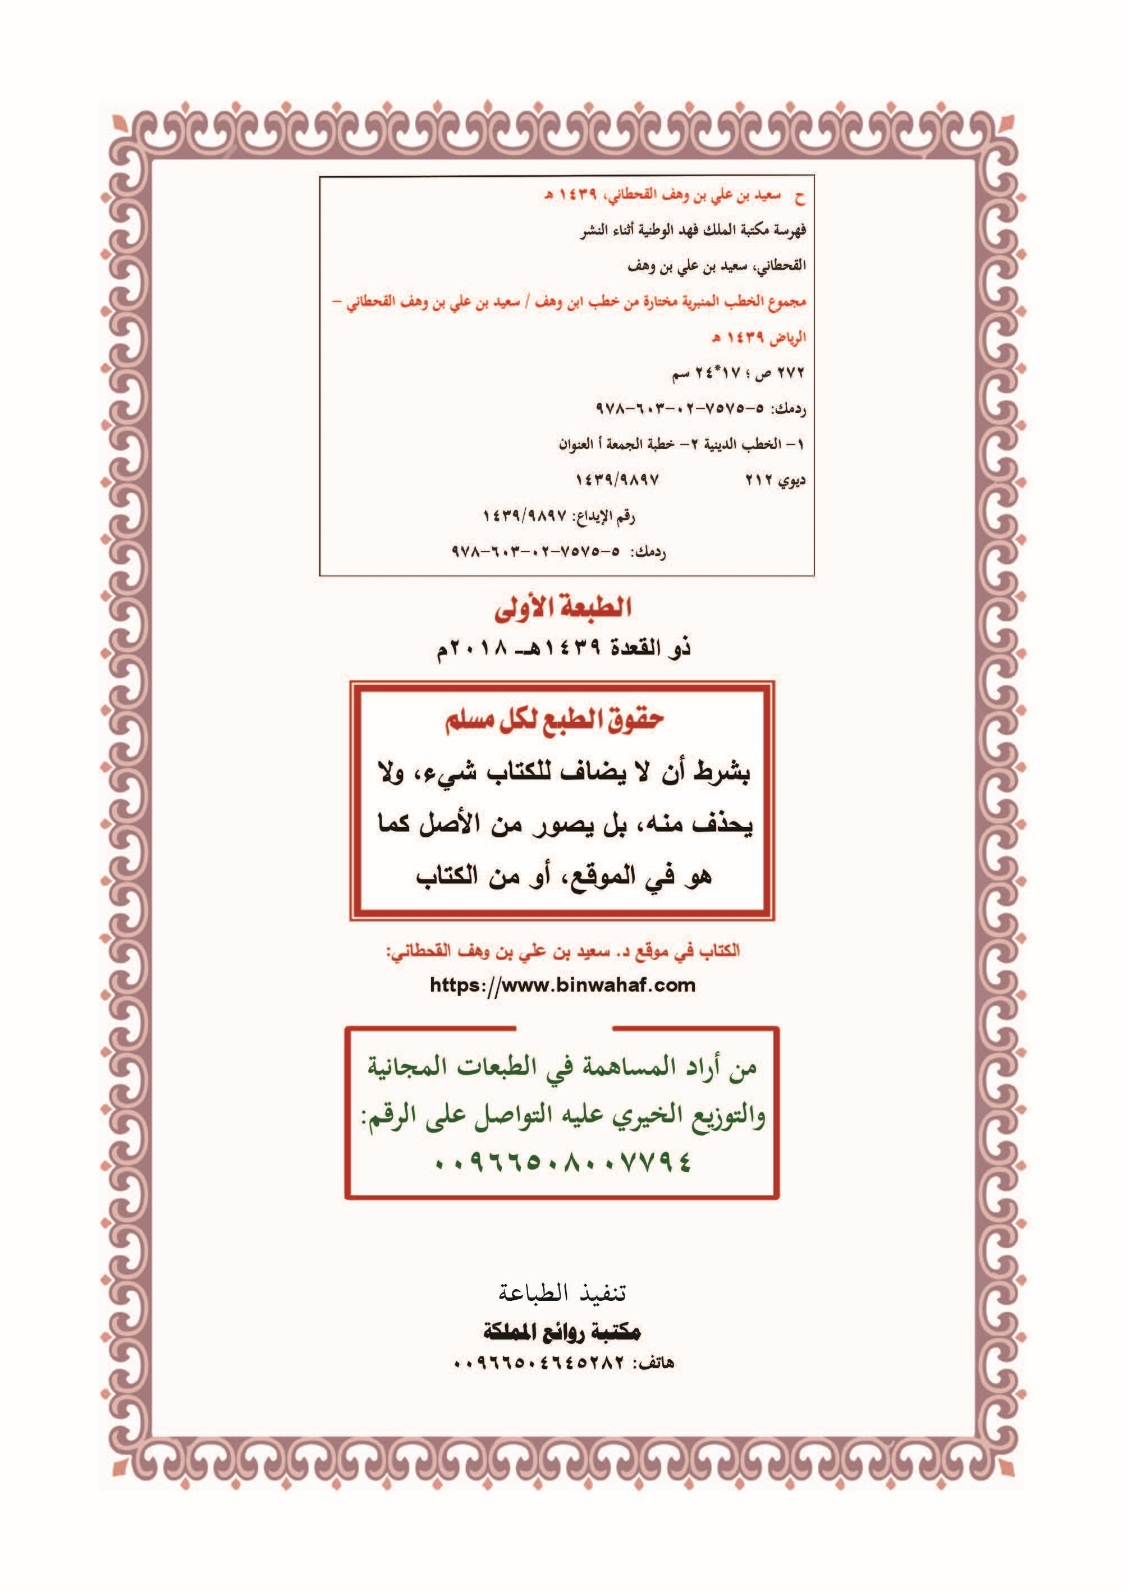 ح سعيد بن علي بن وهف القحطاني، ١٤٣٩ هـ
فهرسة مكتبة الملك فهد الوطنية أثناء النشر
القحطاني، سعيد بن علي بن وهف
مجموع الخطب المنبرية مختارة من خطب ابن وهف / سعيد بن علي بن وهف القحطاني –
الرياض ١٤٣٩ هـ
٢٧٢ ص ؛ ١٧*٢٤ سم
ردمك: ٥-٧٥٧٥-٠٢-٦٠٣-٩٧٨
١- الخطب الدينية ٢- خطبة الجمعة أ العنوان
ديوي ٢١٢ ١٤٣٩/٩٨٩٧
رقم الإيداع: ١٤٣٩/٩٨٩٧
ردمك: ٥-٧٥٧٥-٠٢-٦٠٣-٩٧٨
الطبعة الأولى
ذو القعدة ١٤٣٩هـ- ٢٠١٨م
حقوق الطبع لكل مسلم
بشرط أن لا يضاف للكتاب شيء، ولا
يحذف منه، بل يصور من الأصل كما
هو في الموقع، أو من الكتاب
الكتاب في موقع د. سعيد بن علي بن وهف القحطاني:
https://www.binwahaf.com
من أراد المساهمة في الطبعات المجانية
والتوزيع الخيري عليه التواصل على الرقم:
٠٠٩٦٦٥٠٨٠٠٧٧٩٤
تنفيذ الطباعة
مكتبة روائع المملكة
هاتف: ٠٠٩٦٦٥٠٤٦٤٥٢٨٢